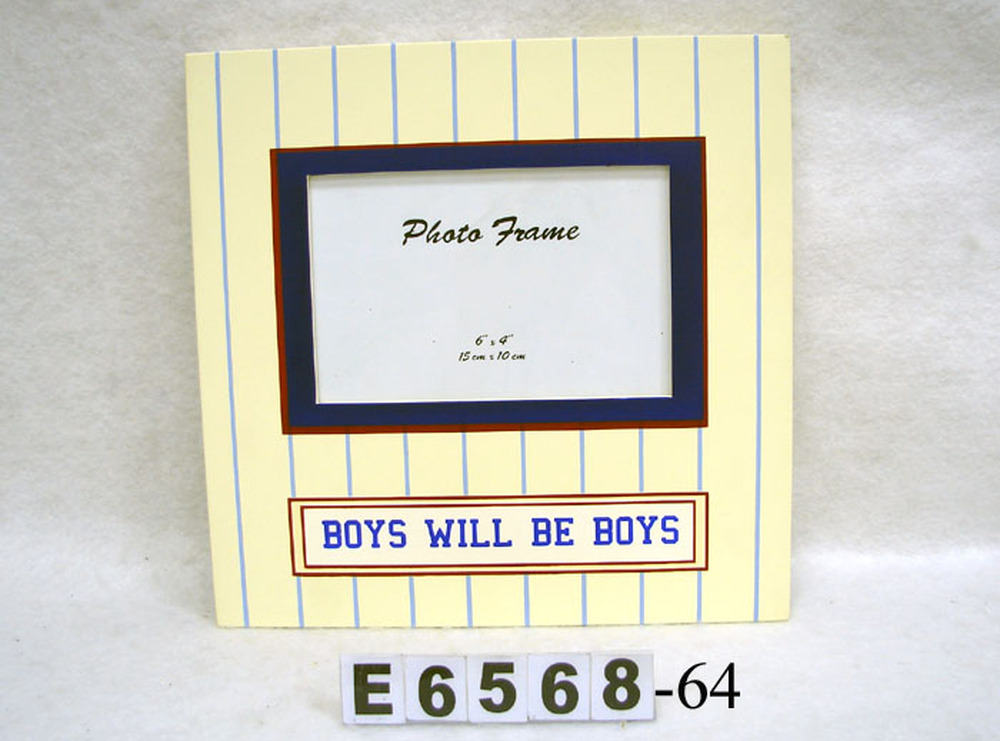 Photo Frame
6" x 4"
15 cm x 10 cm
BOYS WILL BE BOYS
E6568-64